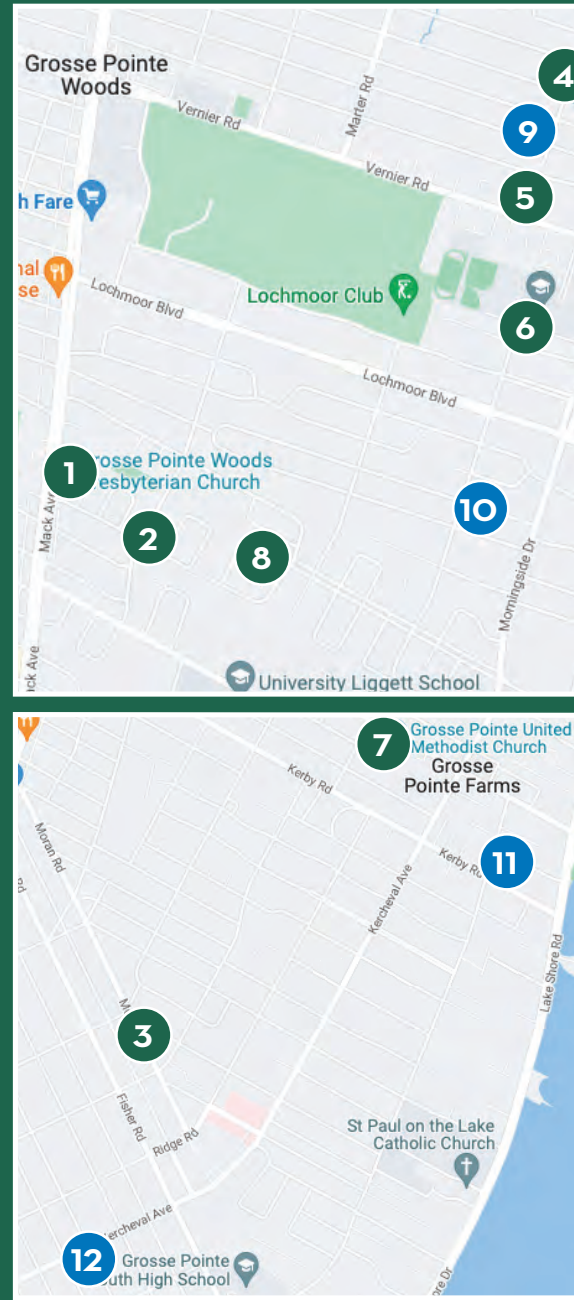 Grosse Pointe
Woods
4
Marter Rd
Vernier Rd
9
Vernier Rd
h Fare
5
nal
se
Lochmoor Club
Lochmoor Blvd
6
Lochmoor Blvd
1
rosse Pointe Woods
esbyterian Church
Mack Ave
10
2
8
Morningside Dr
ck Ave
University Liggett School
7
Grosse Pointe United
Methodist Church
Grosse
Pointe Farms
Kerby Rd
Moran Rd
Kerby Rd
11
Kercheval Ave
Rd
Lake Shore Rd
3
Fisher Rd
Ridge Rd
St Paul on the Lake
Catholic Church
ercheval Ave
12
Grosse Pointe
uth High School
ore Dr